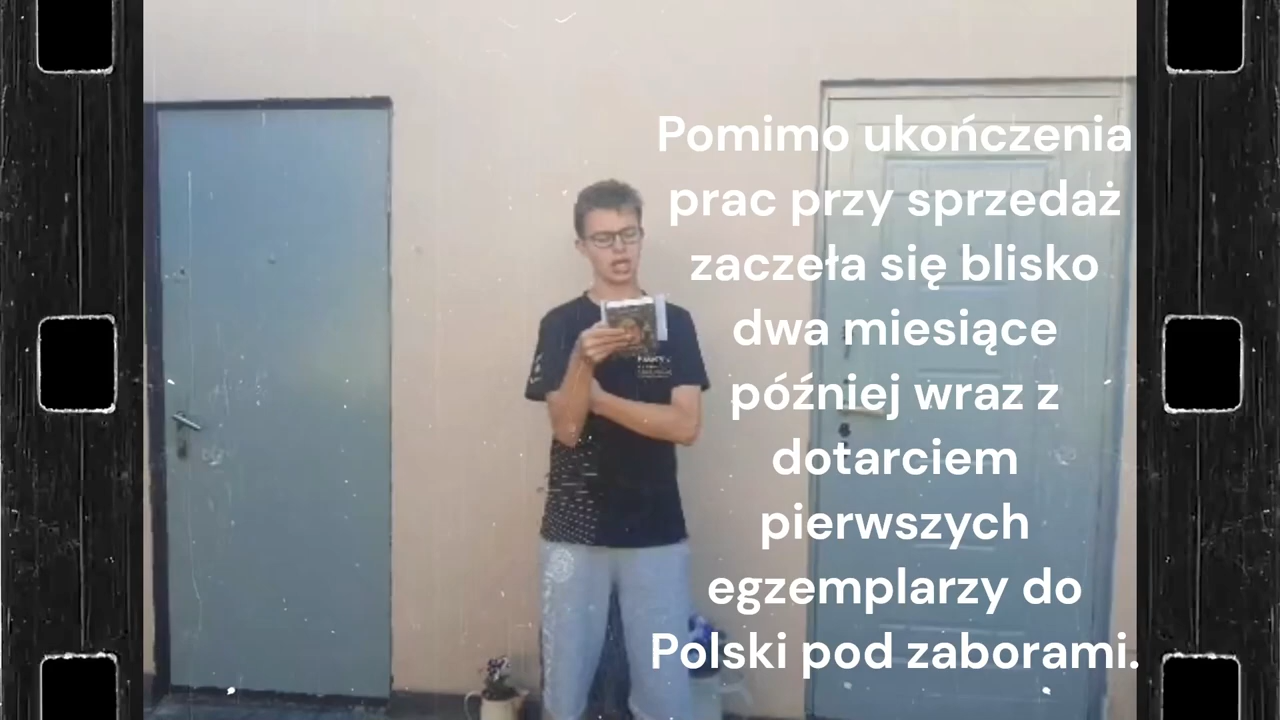 Pomimo ukończenia
prac przy sprzedaż
zaczeła się blisko
dwa miesiące
później wraz z
dotarciem
pierwszych
egzemplarzy do
Polski pod zaborami.